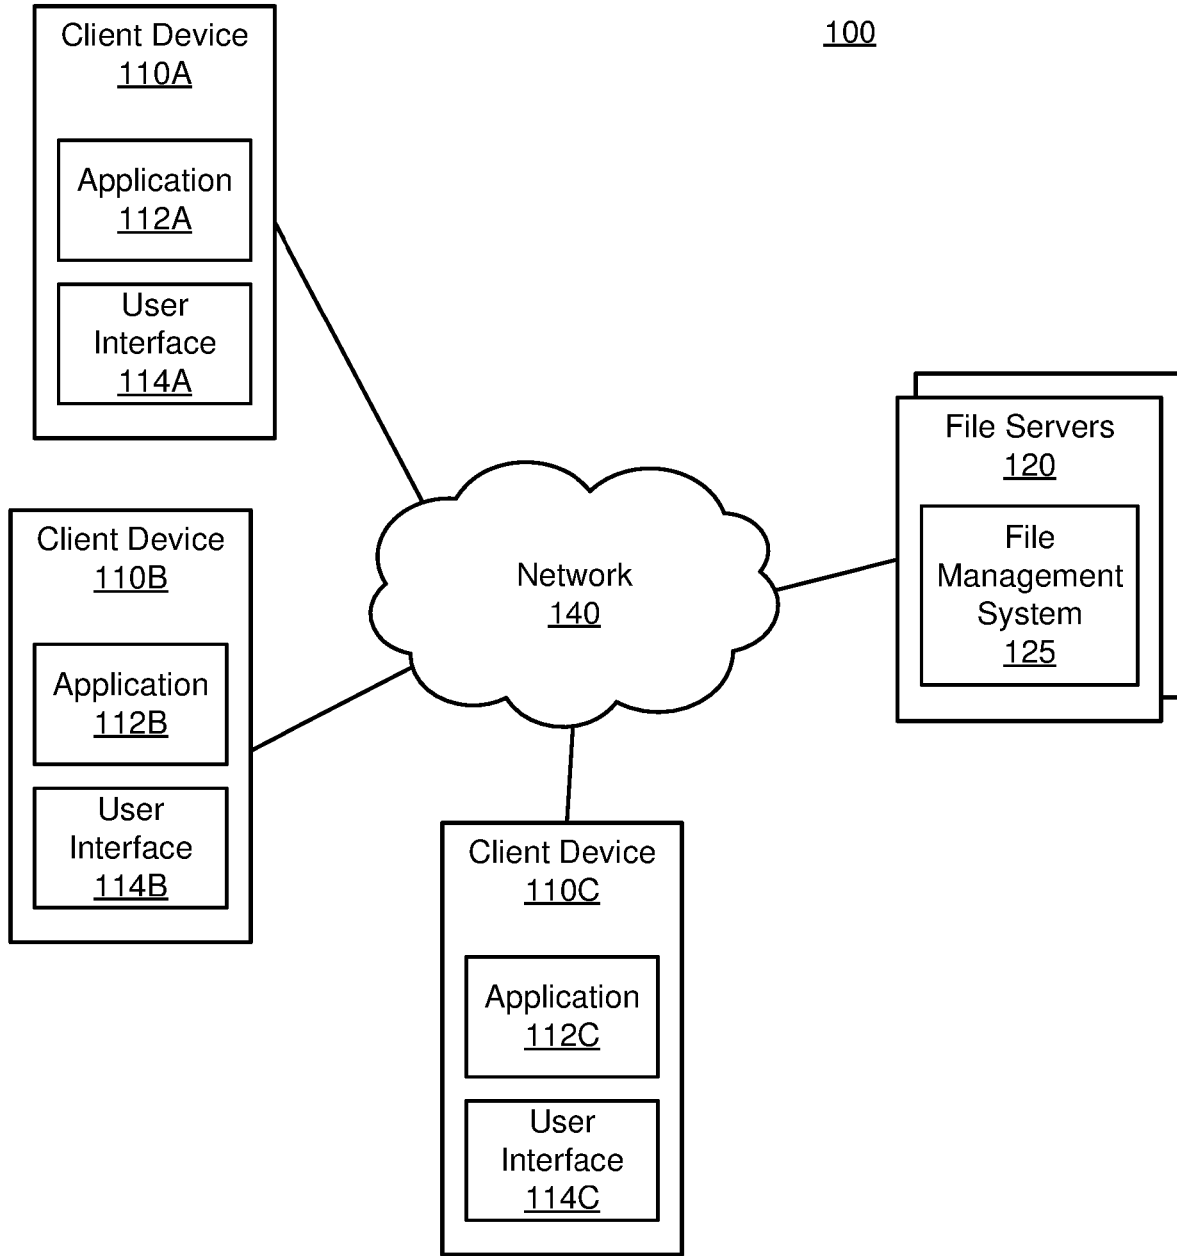 100
Client Device
110A
Application
112A
User
Interface
114A
Client Device
110B
Application
112B
User
Interface
114B
Network
140
File Servers
120
File
Management
System
125
Client Device
110C
Application
112C
User
Interface
114C